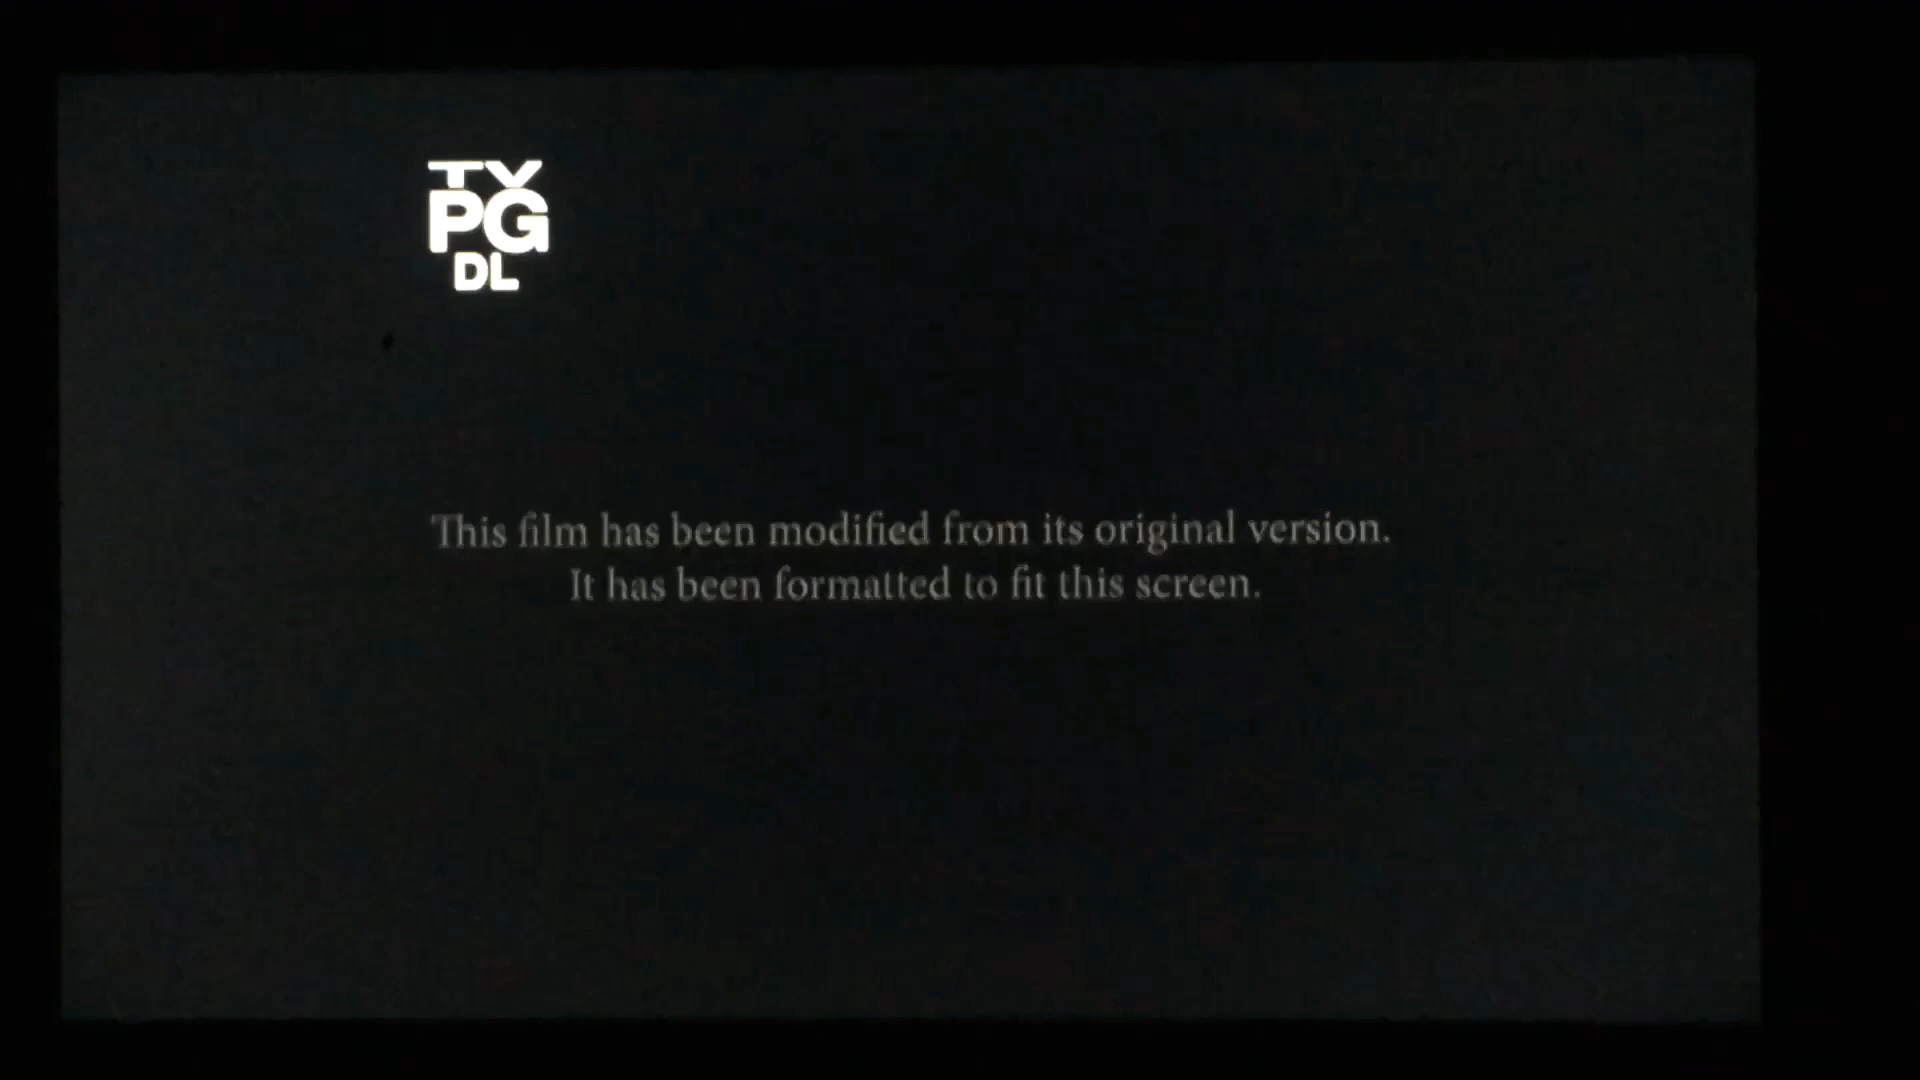 TV
PG
DL
This film has been modified from its original version.
It has been formatted to fit this screen.